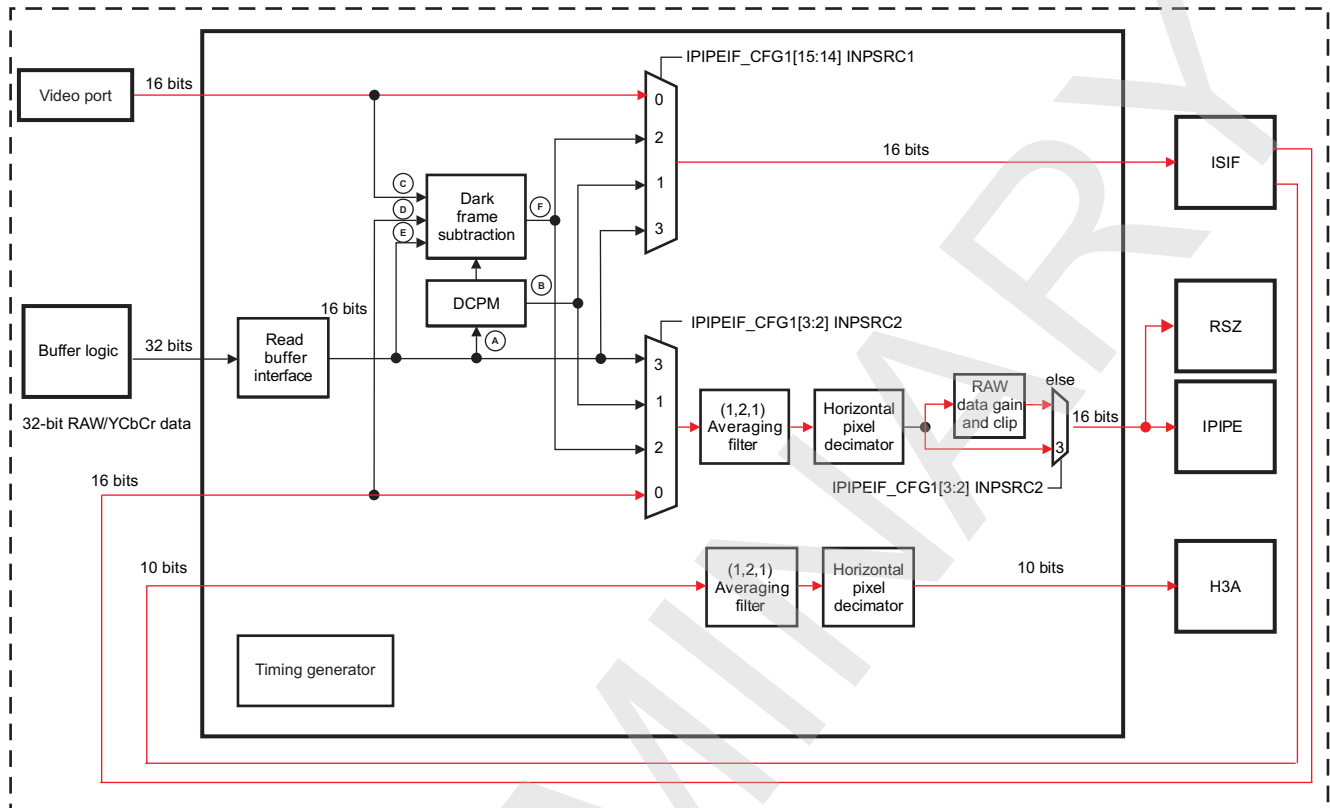 IPIPEIF_CFG1[15:14] INPSRC1
Video port
16 bits
0
2
1
3
16 bits
ISIF
C
D
E
Dark
frame
subtraction
F
DCPM
B
A
16 bits
Buffer logic
32 bits
Read
buffer
interface
32-bit RAW/YCbCr data
IPIPEIF_CFG1[3:2] INPSRC2
3
1
2
0
(1,2,1)
Averaging
filter
Horizontal
pixel
decimator
RAW
data gain
and clip
else
3
16 bits
IPIPEIF_CFG1[3:2] INPSRC2
RSZ
IPIPE
16 bits
10 bits
(1,2,1)
Averaging
filter
Horizontal
pixel
decimator
10 bits
H3A
Timing generator
MINARY